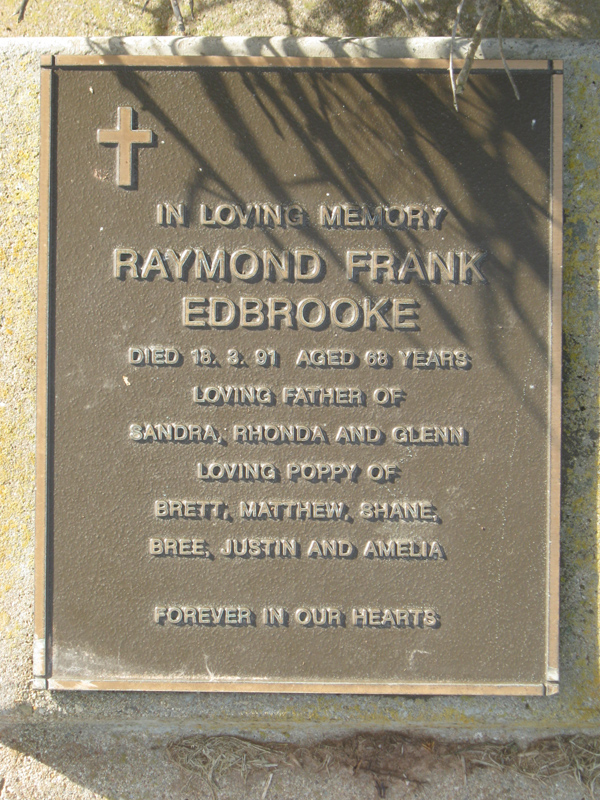 IN LOVING MEMORY
RAYMOND FRANK
EDBROOKE
DIED 18. 3. 91 AGED 68 YEARS
LOVING FATHER OF
SANDRA, RHONDA AND GLENN
LOVING POPPY OF
BRETT, MATTHEW, SHANE,
BREE, JUSTIN AND AMELIA
FOREVER IN OUR HEARTS